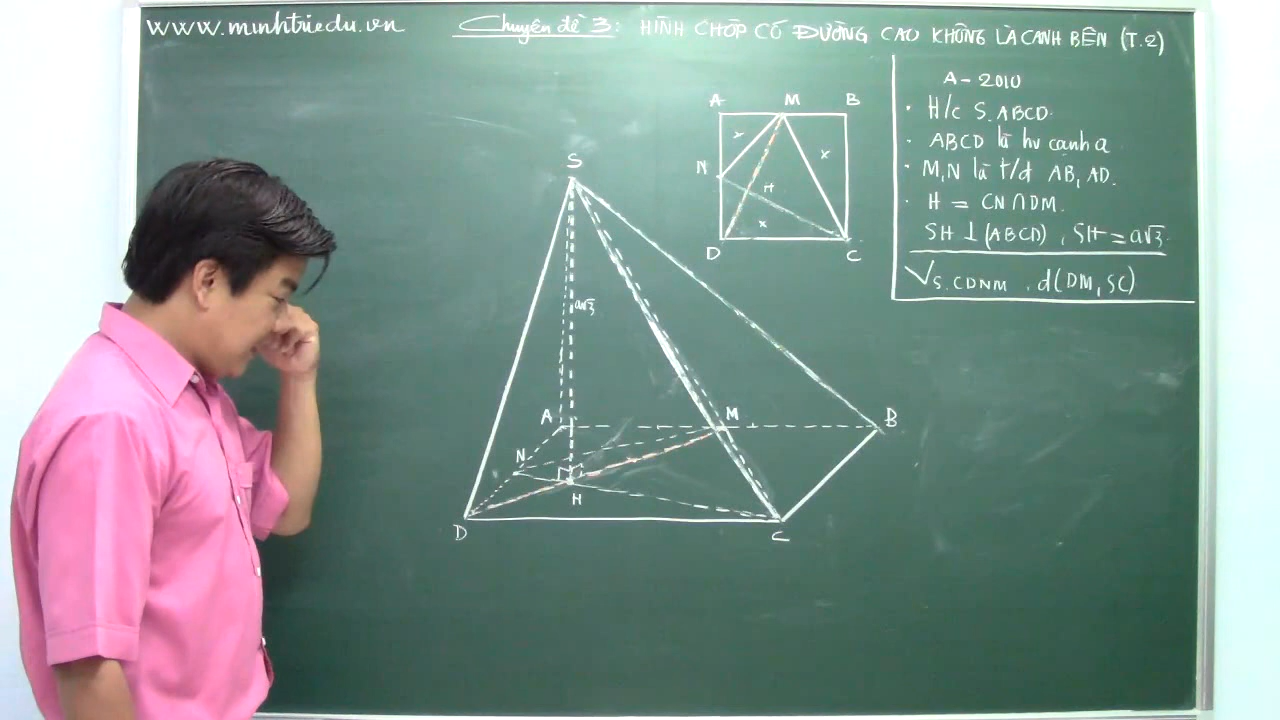 www.minhtriedu.vn
Chuyên đề 3: HÌNH CHÓP CÓ ĐƯỜNG CAO KHÔNG LÀ CẠNH BÊN (T.2)
A - 2010
• H/c S.ABCD.
• ABCD là hv cạnh a
• M,N là t/đ AB, AD.
• H = CN ∩ DM.
SH ⊥ (ABCD), SH = a√3.
V S.CDNM, d(DM, SC)
A M B
x x
N H
x
D C
S
a√3
A M B
N
H
D C